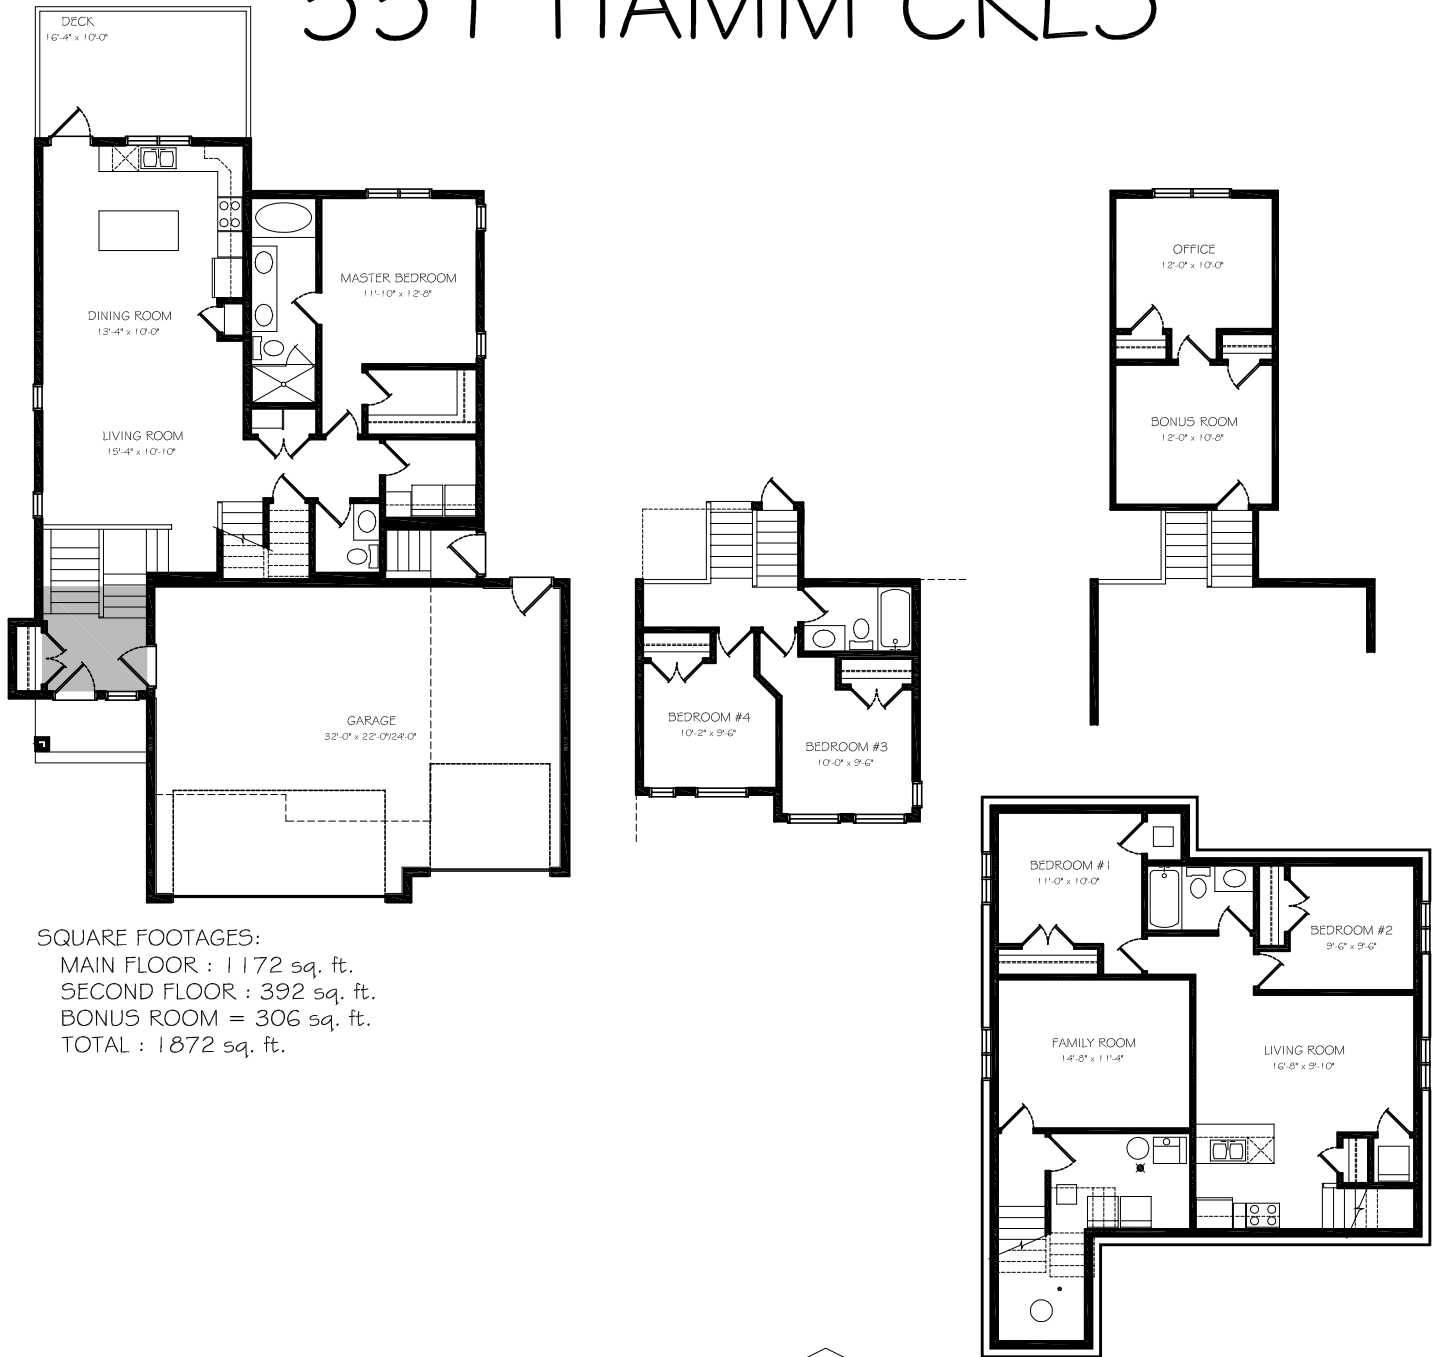 HAMM CRES
DECK
16'-4" x 10'-0"
MASTER BEDROOM
11'-10" x 12'-8"
DINING ROOM
13'-4" x 10'-0"
LIVING ROOM
15'-4" x 10'-10"
GARAGE
32'-0" x 22'-0"/24'-0"
OFFICE
12'-0" x 10'-0"
BONUS ROOM
12'-0" x 10'-8"
BEDROOM #4
10'-2" x 9'-6"
BEDROOM #3
10'-0" x 9'-6"
BEDROOM #1
11'-0" x 10'-0"
BEDROOM #2
9'-6" x 9'-6"
FAMILY ROOM
14'-8" x 11'-4"
LIVING ROOM
16'-8" x 9'-10"
SQUARE FOOTAGES:
MAIN FLOOR : 1172 sq. ft.
SECOND FLOOR : 392 sq. ft.
BONUS ROOM = 306 sq. ft.
TOTAL : 1872 sq. ft.